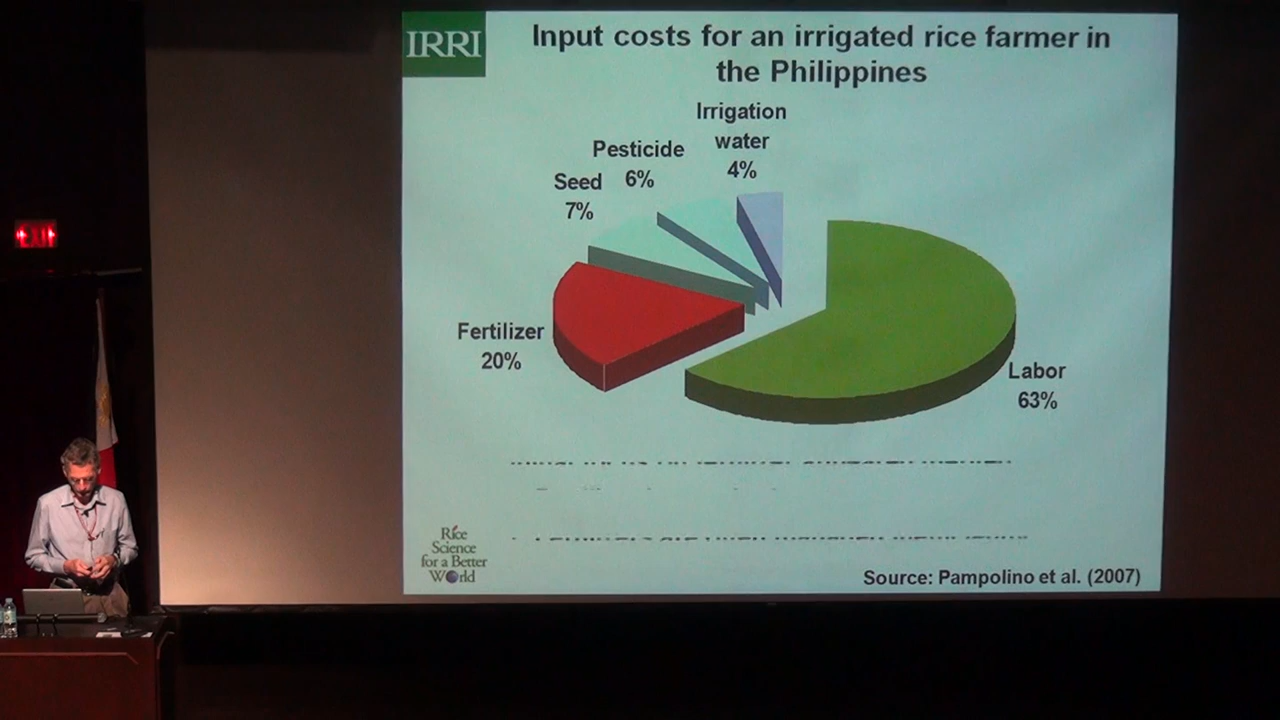 IRRI
Input costs for an irrigated rice farmer in
the Philippines
Irrigation
water
4%
Pesticide
6%
Seed
7%
Fertilizer
20%
Labor
63%
Rice
Science
for a Better
World
Source: Pampolino et al. (2007)
EXIT